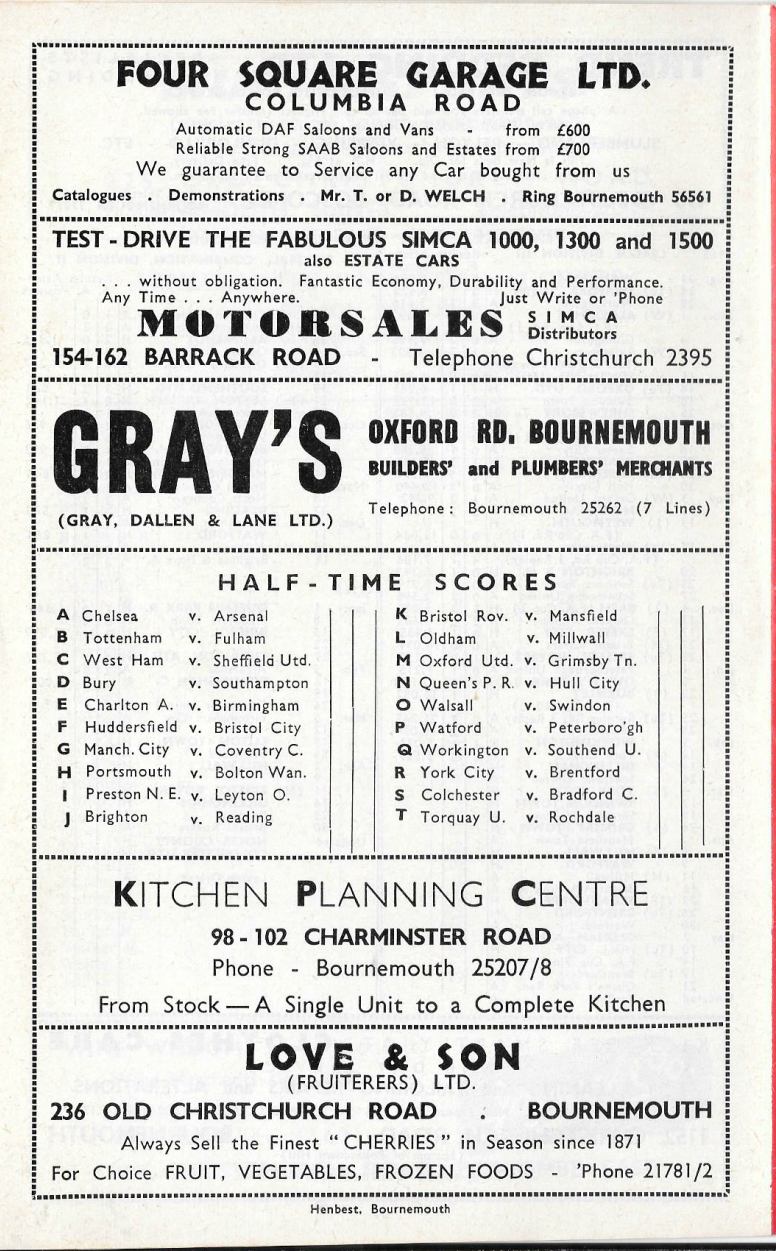 FOUR SQUARE GARAGE LTD.
COLUMBIA ROAD
Automatic DAF Saloons and Vans - from £600
Reliable Strong SAAB Saloons and Estates from £700
We guarantee to Service any Car bought from us
Catalogues . Demonstrations . Mr. T. or D. WELCH . Ring Bournemouth 56561
TEST - DRIVE THE FABULOUS SIMCA 1000, 1300 and 1500
also ESTATE CARS
. . . without obligation. Fantastic Economy, Durability and Performance.
Any Time . . . Anywhere. Just Write or 'Phone
MOTORSALES SIMCA Distributors
154-162 BARRACK ROAD - Telephone Christchurch 2395
GRAY'S
OXFORD RD. BOURNEMOUTH
BUILDERS' and PLUMBERS' MERCHANTS
(GRAY, DALLEN & LANE LTD.)
Telephone: Bournemouth 25262 (7 Lines)
HALF-TIME SCORES
A Chelsea v. Arsenal
B Tottenham v. Fulham
C West Ham v. Sheffield Utd.
D Bury v. Southampton
E Charlton A. v. Birmingham
F Huddersfield v. Bristol City
G Manch. City v. Coventry C.
H Portsmouth v. Bolton Wan.
I Preston N. E. v. Leyton O.
J Brighton v. Reading
K Bristol Rov. v. Mansfield
L Oldham v. Millwall
M Oxford Utd. v. Grimsby Tn.
N Queen's P. R. v. Hull City
O Walsall v. Swindon
P Watford v. Peterboro'gh
Q Workington v. Southend U.
R York City v. Brentford
S Colchester v. Bradford C.
T Torquay U. v. Rochdale
KITCHEN PLANNING CENTRE
98 - 102 CHARMINSTER ROAD
Phone - Bournemouth 25207/8
From Stock — A Single Unit to a Complete Kitchen
LOVE & SON
(FRUITERERS) LTD.
236 OLD CHRISTCHURCH ROAD . BOURNEMOUTH
Always Sell the Finest "CHERRIES" in Season since 1871
For Choice FRUIT, VEGETABLES, FROZEN FOODS - 'Phone 21781/2
Henbest, Bournemouth